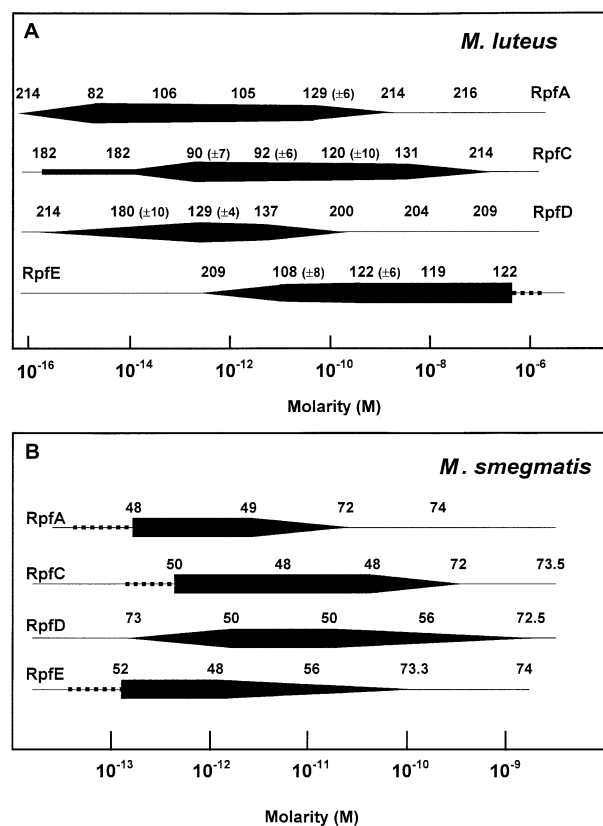 A
M. luteus
214 82 106 105 129 (±6) 214 216 RpfA
182 182 90 (±7) 92 (±6) 120 (±10) 131 214 RpfC
214 180 (±10) 129 (±4) 137 200 204 209 RpfD
RpfE 209 108 (±8) 122 (±6) 119 122
10⁻¹⁶ 10⁻¹⁴ 10⁻¹² 10⁻¹⁰ 10⁻⁸ 10⁻⁶
Molarity (M)
B
M. smegmatis
RpfA 48 49 72 74
RpfC 50 48 48 72 73.5
RpfD 73 50 50 56 72.5
RpfE 52 48 56 73.3 74
10⁻¹³ 10⁻¹² 10⁻¹¹ 10⁻¹⁰ 10⁻⁹
Molarity (M)